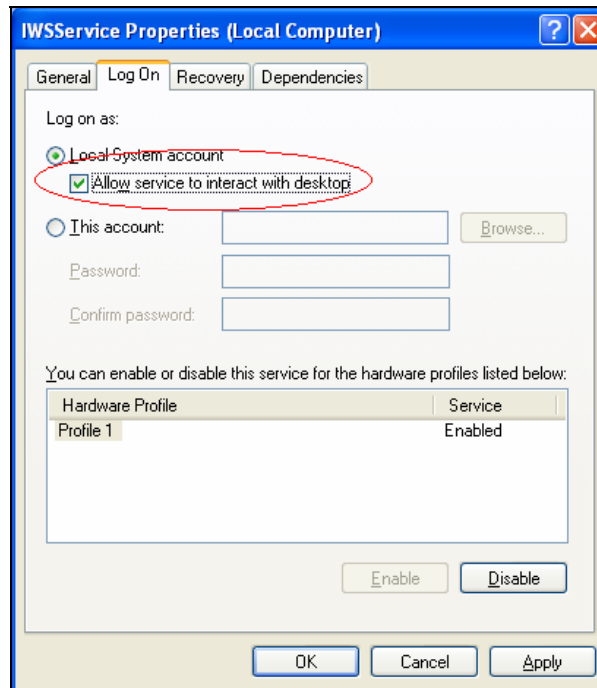 IWSService Properties (Local Computer)
General Log On Recovery Dependencies
Log on as:
Local System account
Allow service to interact with desktop
This account:
Browse...
Password:
Confirm password:
You can enable or disable this service for the hardware profiles listed below:
Hardware Profile Service
Profile 1 Enabled
Enable Disable
OK Cancel Apply